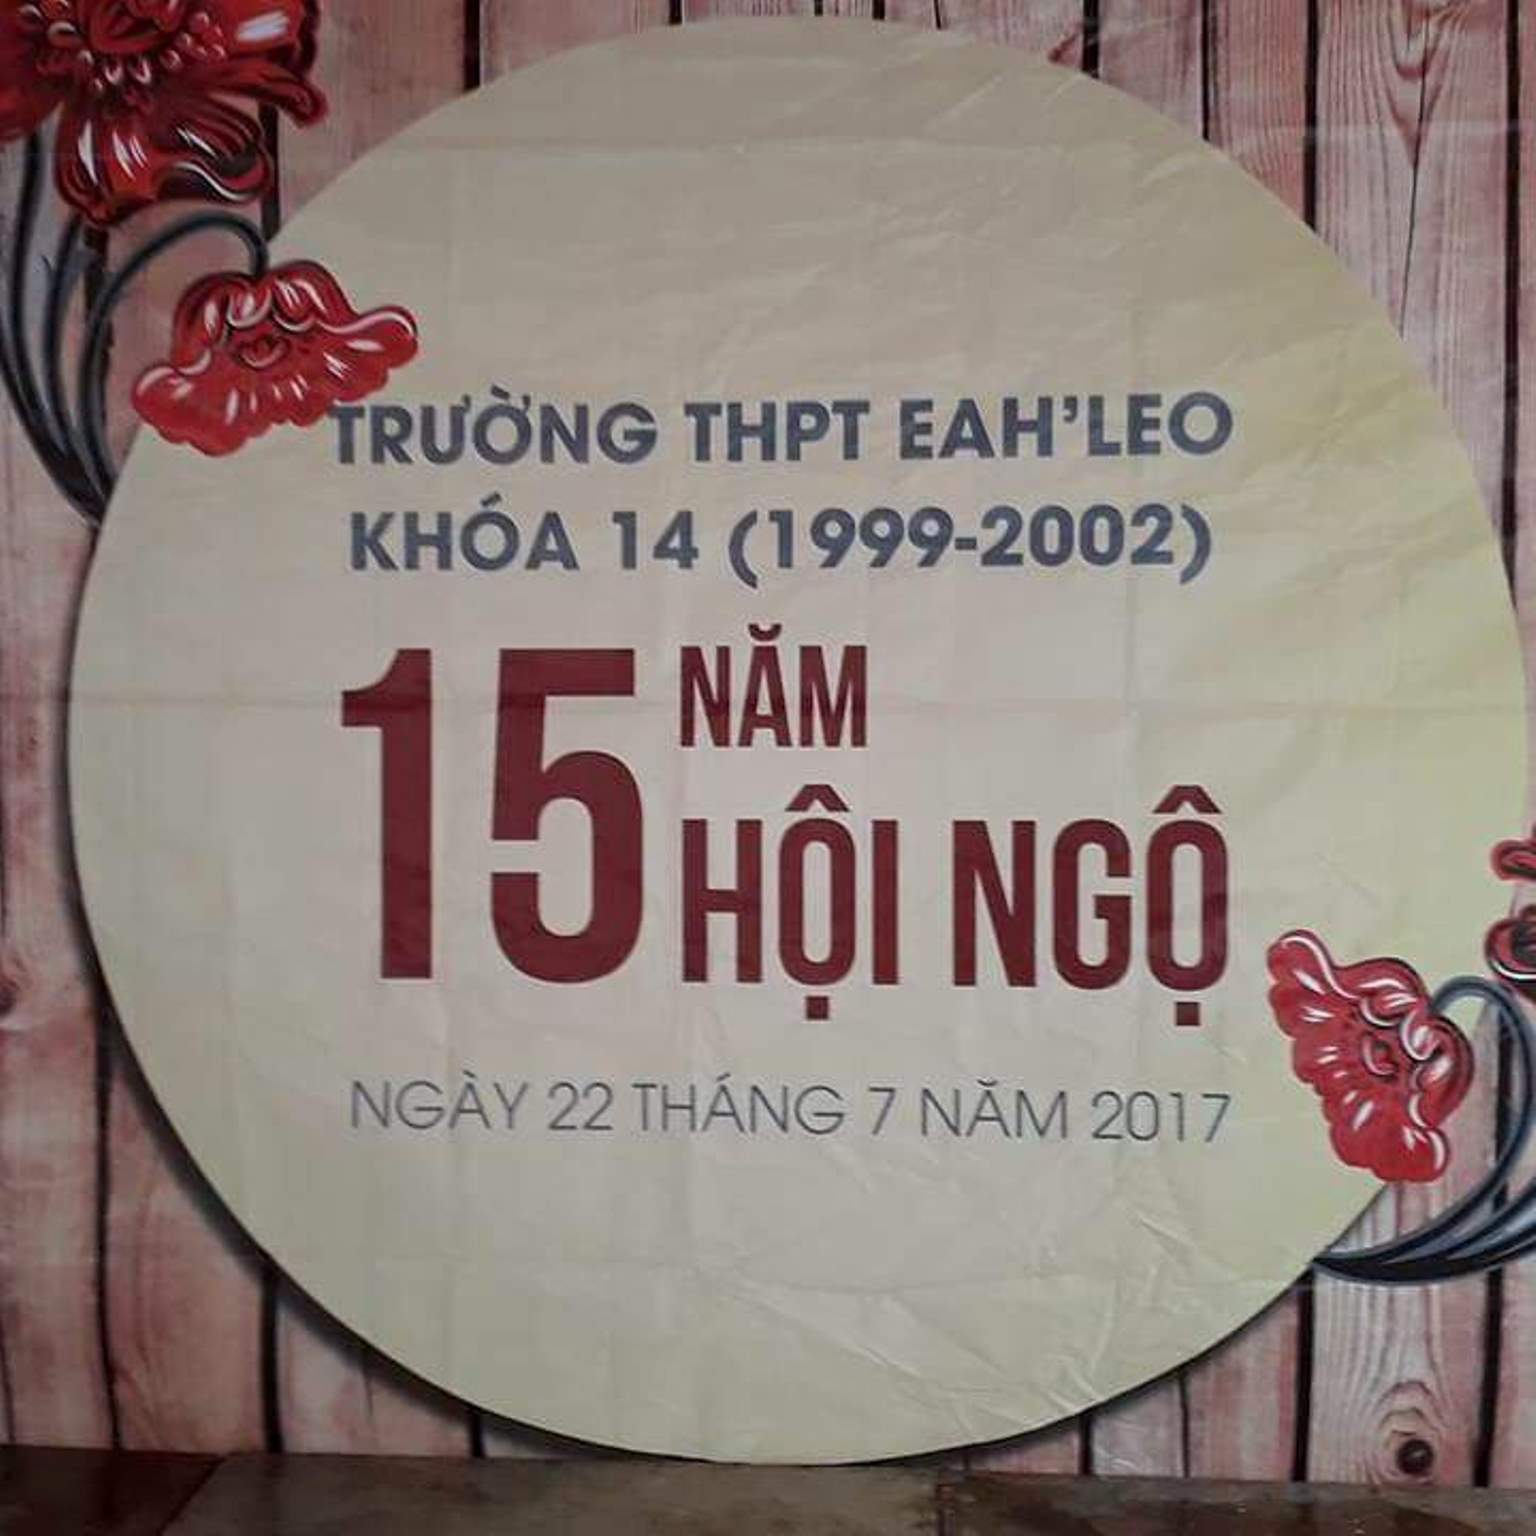 TRƯỜNG THPT EAH'LEO
KHÓA 14 (1999-2002)
15 NĂM
HỘI NGỘ
NGÀY 22 THÁNG 7 NĂM 2017